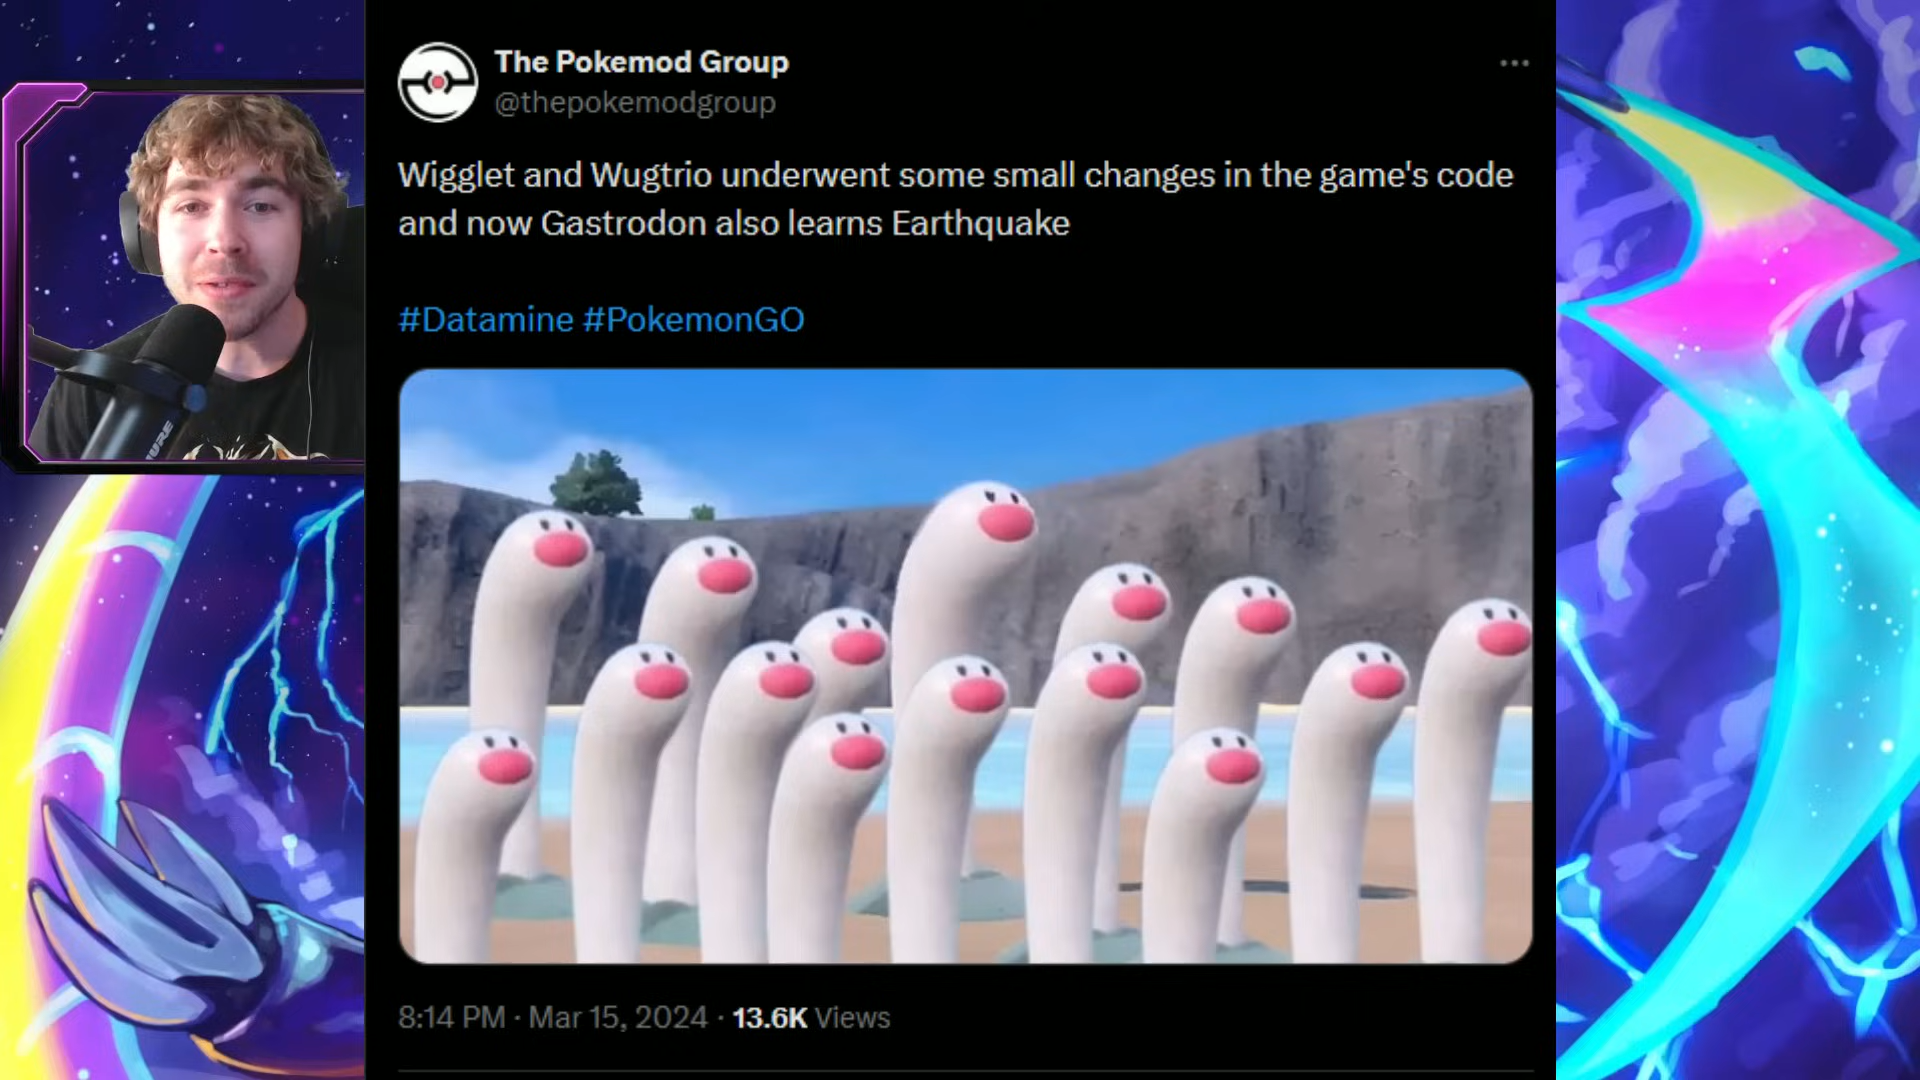 The Pokemod Group
@thepokemodgroup
Wigglet and Wugtrio underwent some small changes in the game's code
and now Gastrodon also learns Earthquake
#Datamine #PokemonGO
8:14 PM · Mar 15, 2024 · 13.6K Views